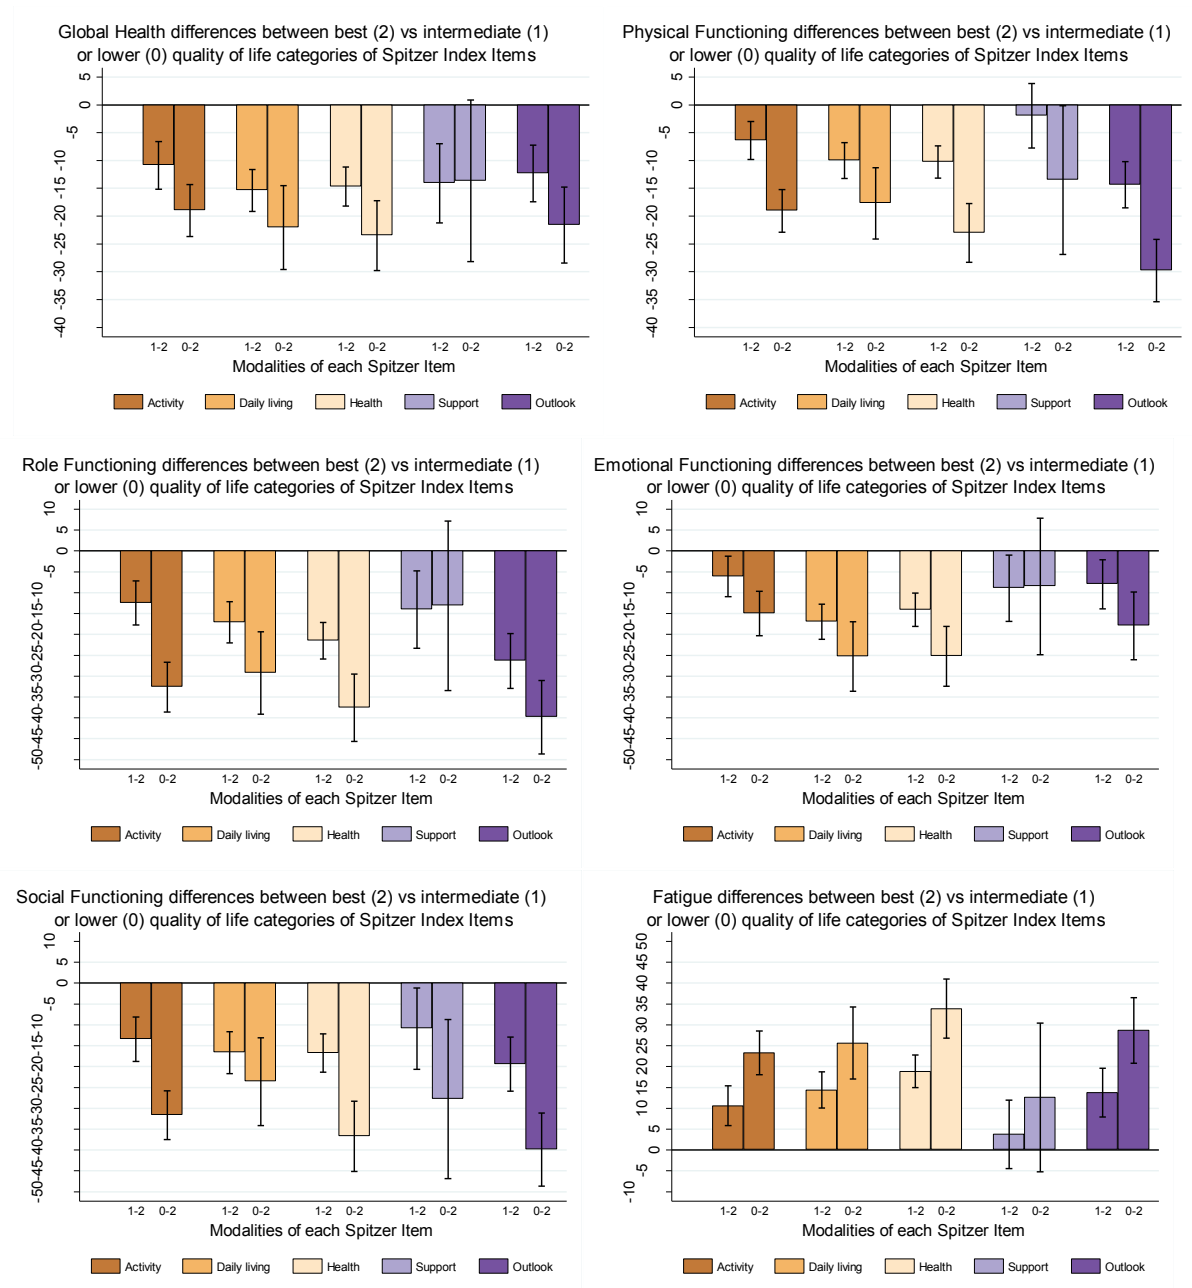 Global Health differences between best (2) vs intermediate (1)
or lower (0) quality of life categories of Spitzer Index Items
5
0
-5
-10
-15
-20
-25
-30
-35
-40
1-2 0-2 1-2 0-2 1-2 0-2 1-2 0-2 1-2 0-2
Modalities of each Spitzer Item
Activity Daily living Health Support Outlook
Physical Functioning differences between best (2) vs intermediate (1)
or lower (0) quality of life categories of Spitzer Index Items
5
0
-5
-10
-15
-20
-25
-30
-35
-40
1-2 0-2 1-2 0-2 1-2 0-2 1-2 0-2 1-2 0-2
Modalities of each Spitzer Item
Activity Daily living Health Support Outlook
Role Functioning differences between best (2) vs intermediate (1)
or lower (0) quality of life categories of Spitzer Index Items
10
5
0
-5
-10
-15
-20
-25
-30
-35
-40
-45
-50
1-2 0-2 1-2 0-2 1-2 0-2 1-2 0-2 1-2 0-2
Modalities of each Spitzer Item
Activity Daily living Health Support Outlook
Emotional Functioning differences between best (2) vs intermediate (1)
or lower (0) quality of life categories of Spitzer Index Items
10
5
0
-5
-10
-15
-20
-25
-30
-35
-40
-45
-50
1-2 0-2 1-2 0-2 1-2 0-2 1-2 0-2 1-2 0-2
Modalities of each Spitzer Item
Activity Daily living Health Support Outlook
Social Functioning differences between best (2) vs intermediate (1)
or lower (0) quality of life categories of Spitzer Index Items
10
5
0
-5
-10
-15
-20
-25
-30
-35
-40
-45
-50
1-2 0-2 1-2 0-2 1-2 0-2 1-2 0-2 1-2 0-2
Modalities of each Spitzer Item
Activity Daily living Health Support Outlook
Fatigue differences between best (2) vs intermediate (1)
or lower (0) quality of life categories of Spitzer Index Items
50
45
40
35
30
25
20
15
10
5
0
-5
-10
1-2 0-2 1-2 0-2 1-2 0-2 1-2 0-2 1-2 0-2
Modalities of each Spitzer Item
Activity Daily living Health Support Outlook